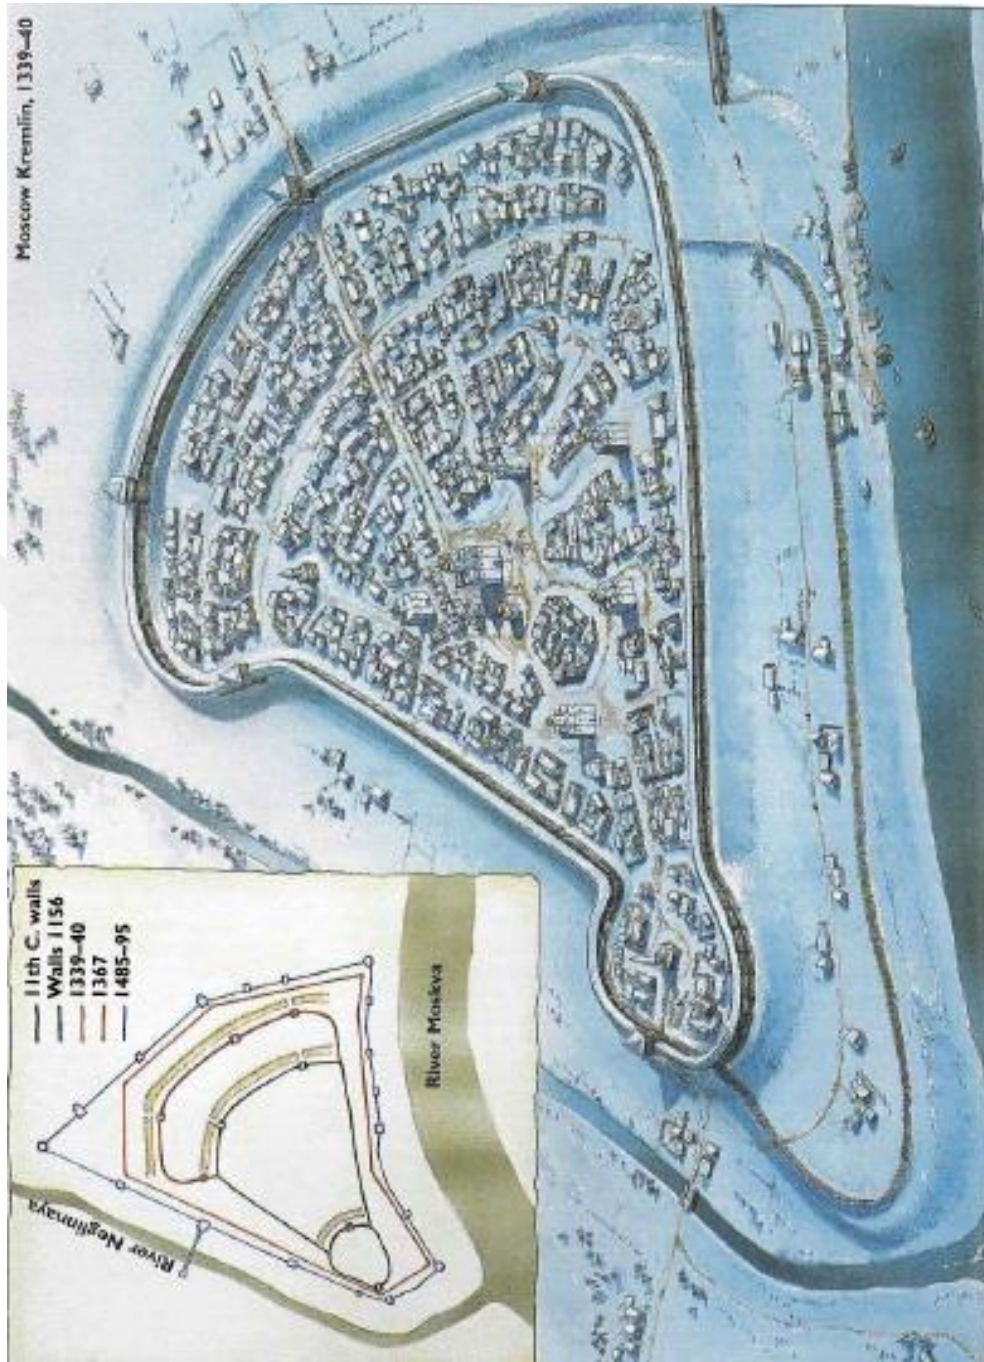 Moscow Kremlin, 1339–40
11th C. walls
Walls 1156
1339–40
1367
1485–95
River Neglinnaya
River Moskva